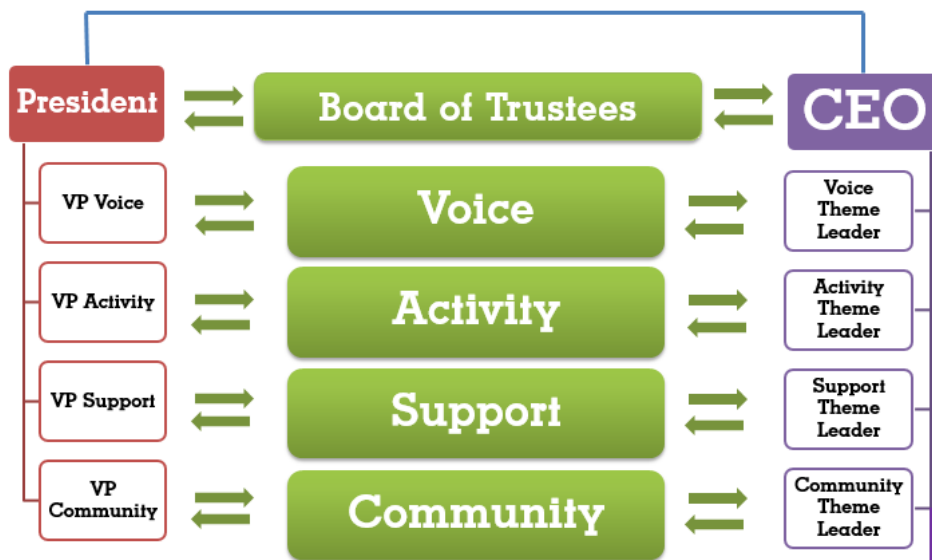 President
Board of Trustees
CEO
VP Voice
Voice
Voice
Theme
Leader
VP Activity
Activity
Activity
Theme
Leader
VP Support
Support
Support
Theme
Leader
VP
Community
Community
Community
Theme
Leader